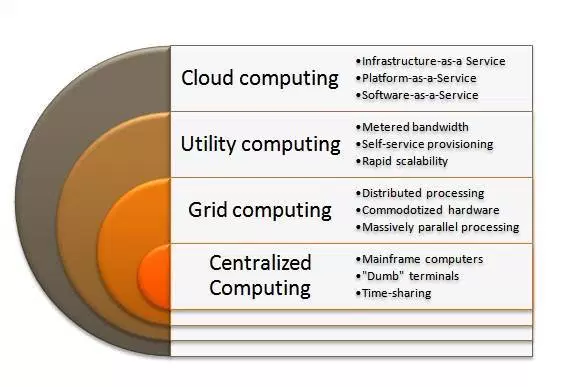 Cloud computing
•Infrastructure-as-a Service
•Platform-as-a-Service
•Software-as-a-Service
Utility computing
•Metered bandwidth
•Self-service provisioning
•Rapid scalability
Grid computing
•Distributed processing
•Commodotized hardware
•Massively parallel processing
Centralized
Computing
•Mainframe computers
•"Dumb" terminals
•Time-sharing